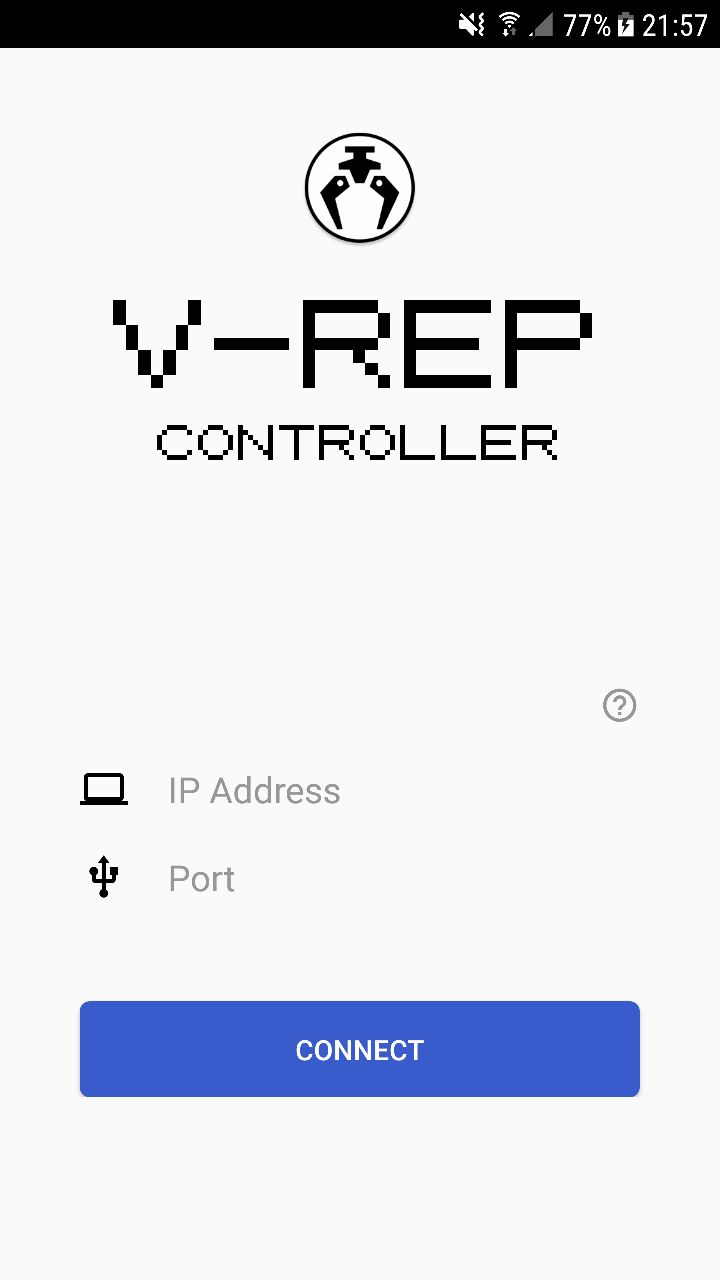 77% 21:57
V-REP
CONTROLLER
?
IP Address
Port
CONNECT